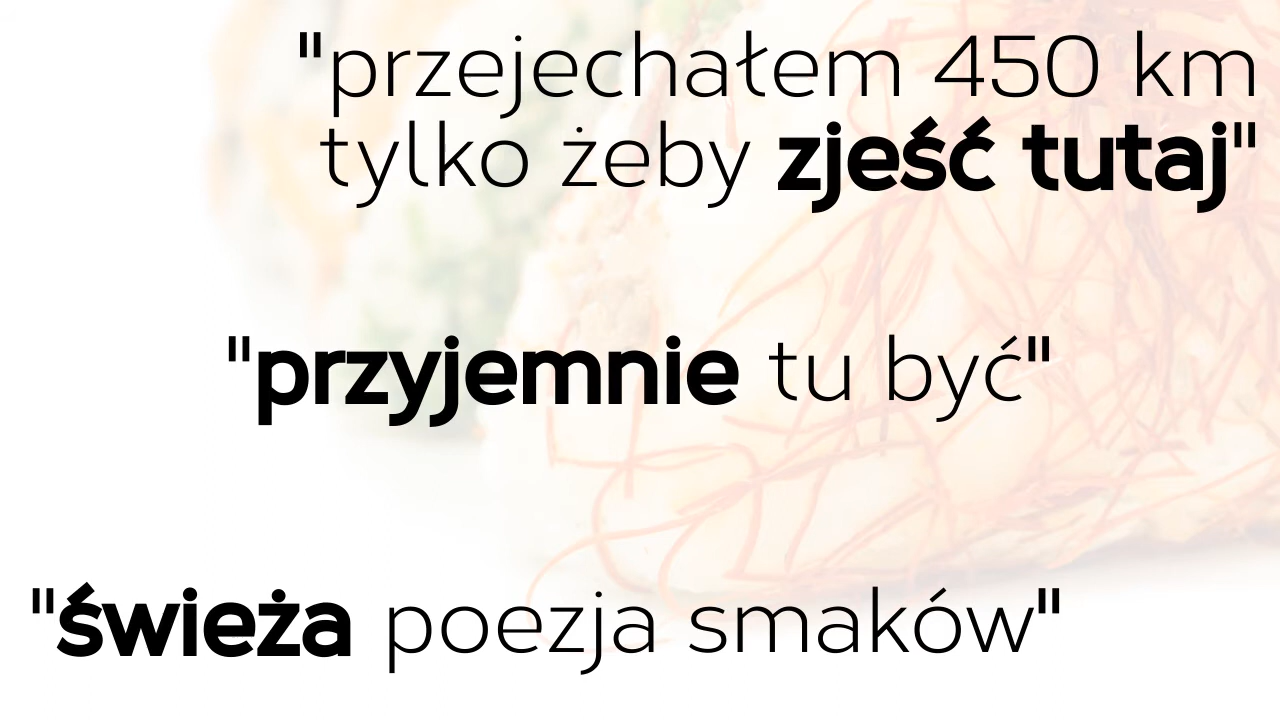 "przejechałem 450 km
tylko żeby zjeść tutaj"
"przyjemnie tu być"
"świeża poezja smaków"